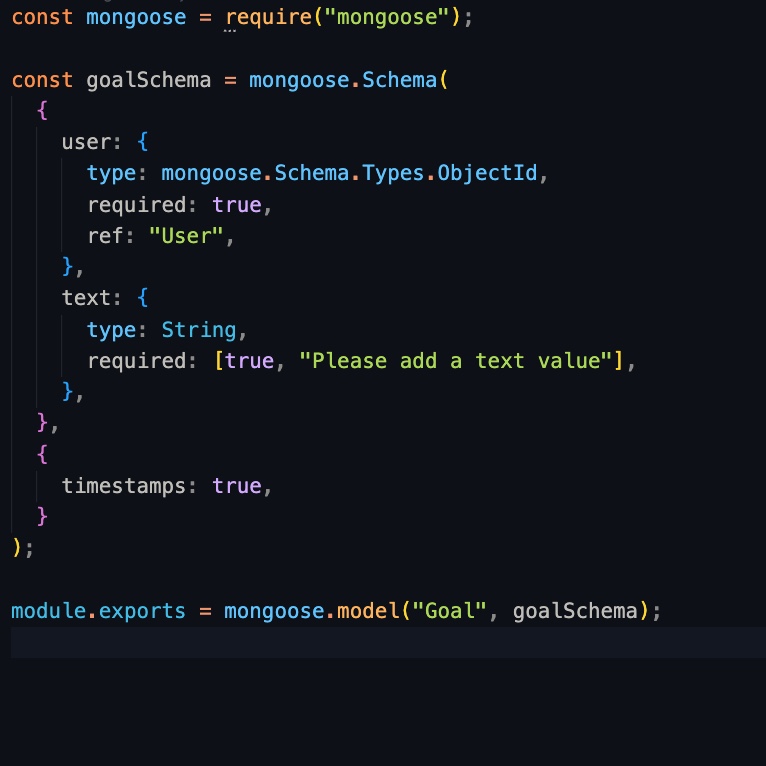 const mongoose = require("mongoose");
const goalSchema = mongoose.Schema(
{
user: {
type: mongoose.Schema.Types.ObjectId,
required: true,
ref: "User",
},
text: {
type: String,
required: [true, "Please add a text value"],
},
},
{
timestamps: true,
}
);
module.exports = mongoose.model("Goal", goalSchema);